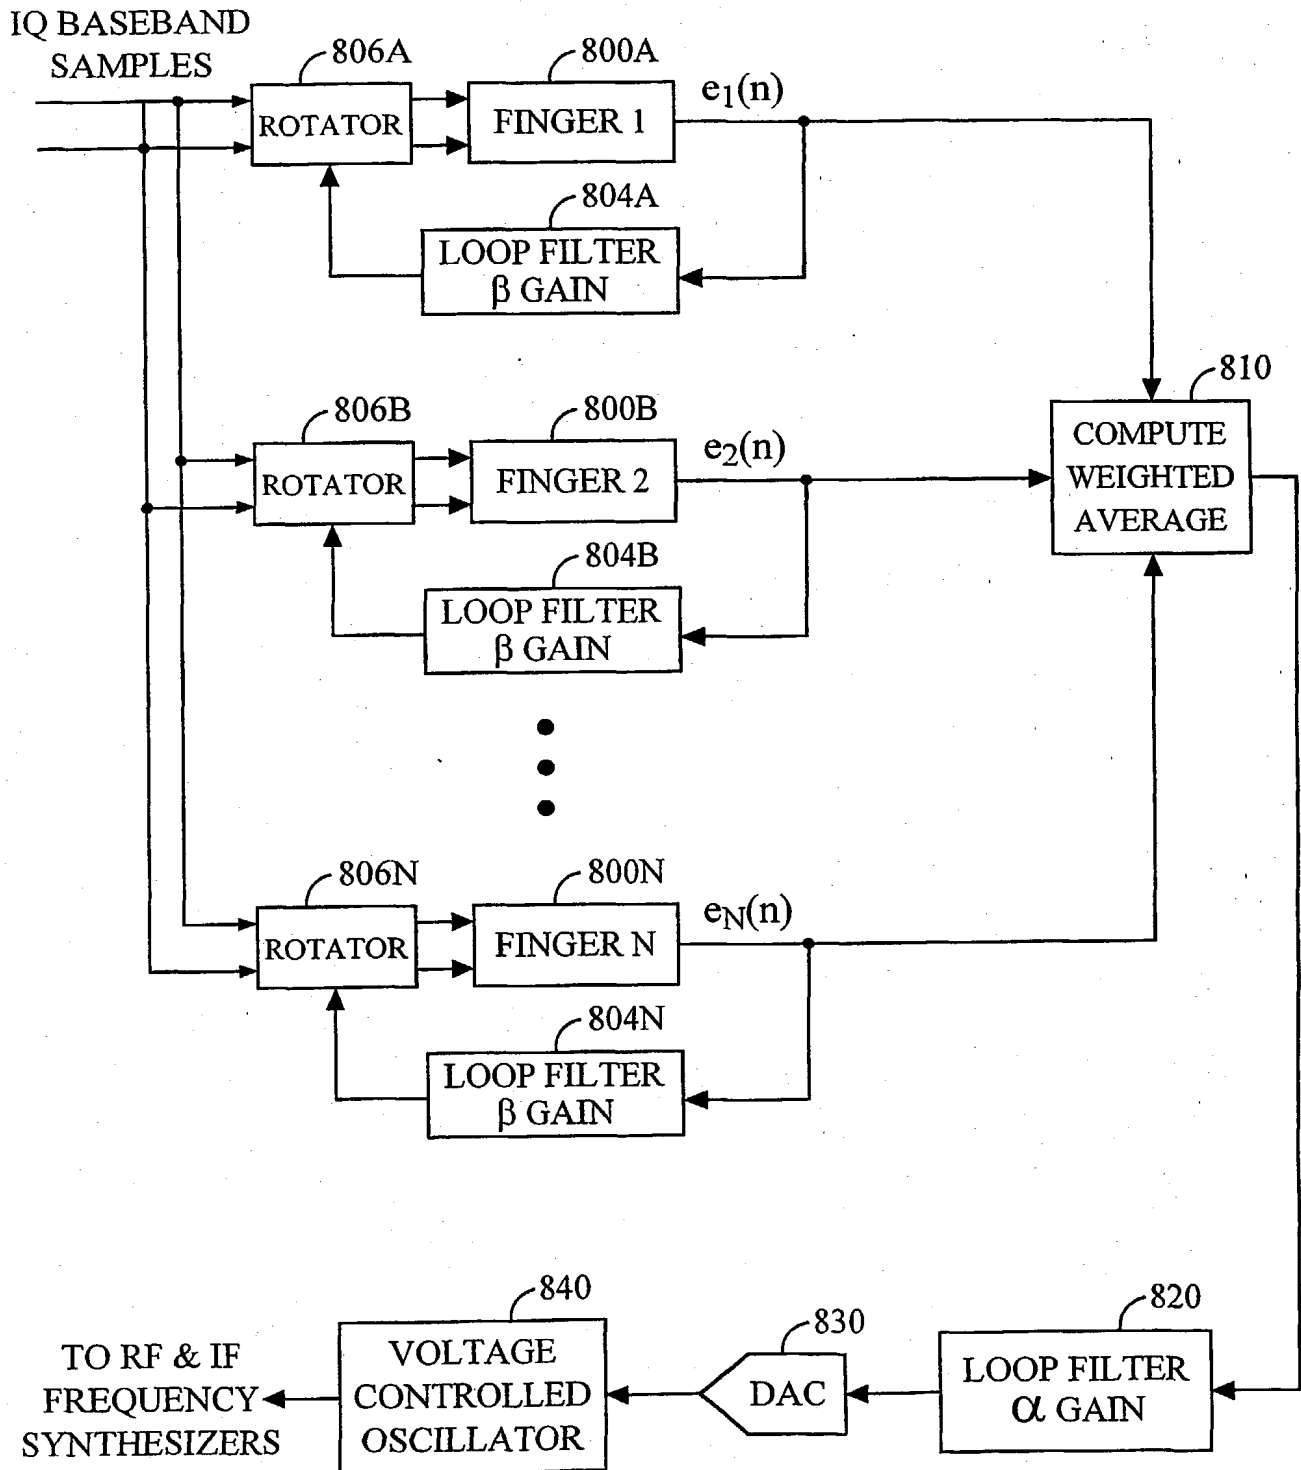 IQ BASEBAND
SAMPLES
806A
800A
ROTATOR
FINGER 1
e1(n)
804A
LOOP FILTER
β GAIN
810
COMPUTE
WEIGHTED
AVERAGE
806B
800B
ROTATOR
FINGER 2
e2(n)
804B
LOOP FILTER
β GAIN
806N
800N
ROTATOR
FINGER N
eN(n)
804N
LOOP FILTER
β GAIN
840
830
820
TO RF & IF
FREQUENCY
SYNTHESIZERS
VOLTAGE
CONTROLLED
OSCILLATOR
DAC
LOOP FILTER
α GAIN